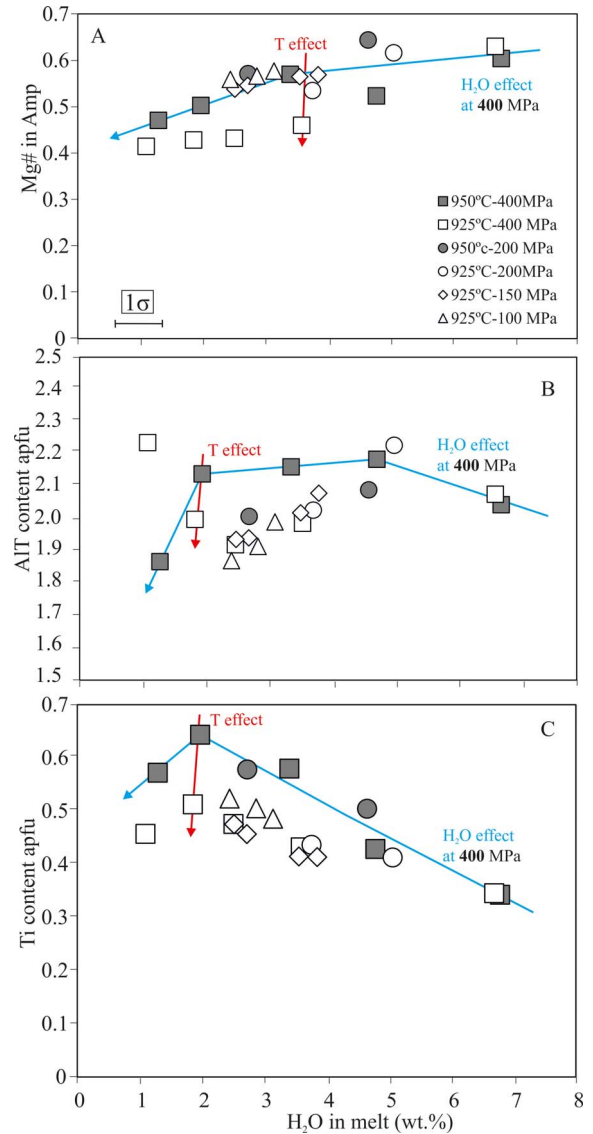 0.7
A
T effect
0.6
H₂O effect
at 400 MPa
0.5
Mg# in Amp
0.4
950ºC-400MPa
0.3
925ºC-400 MPa
950ºc-200 MPa
0.2
925ºC-200MPa
1σ
925ºC-150 MPa
0.1
925ºC-100 MPa
0
2.5
B
2.4
2.3
T effect
H₂O effect
at 400 MPa
2.2
2.1
AlT content apfu
2.0
1.9
1.8
1.7
1.6
1.5
0.7
T effect
C
0.6
0.5
H₂O effect
at 400 MPa
Ti content apfu
0.4
0.3
0.2
0.1
0
0 1 2 3 4 5 6 7 8
H₂O in melt (wt.%)